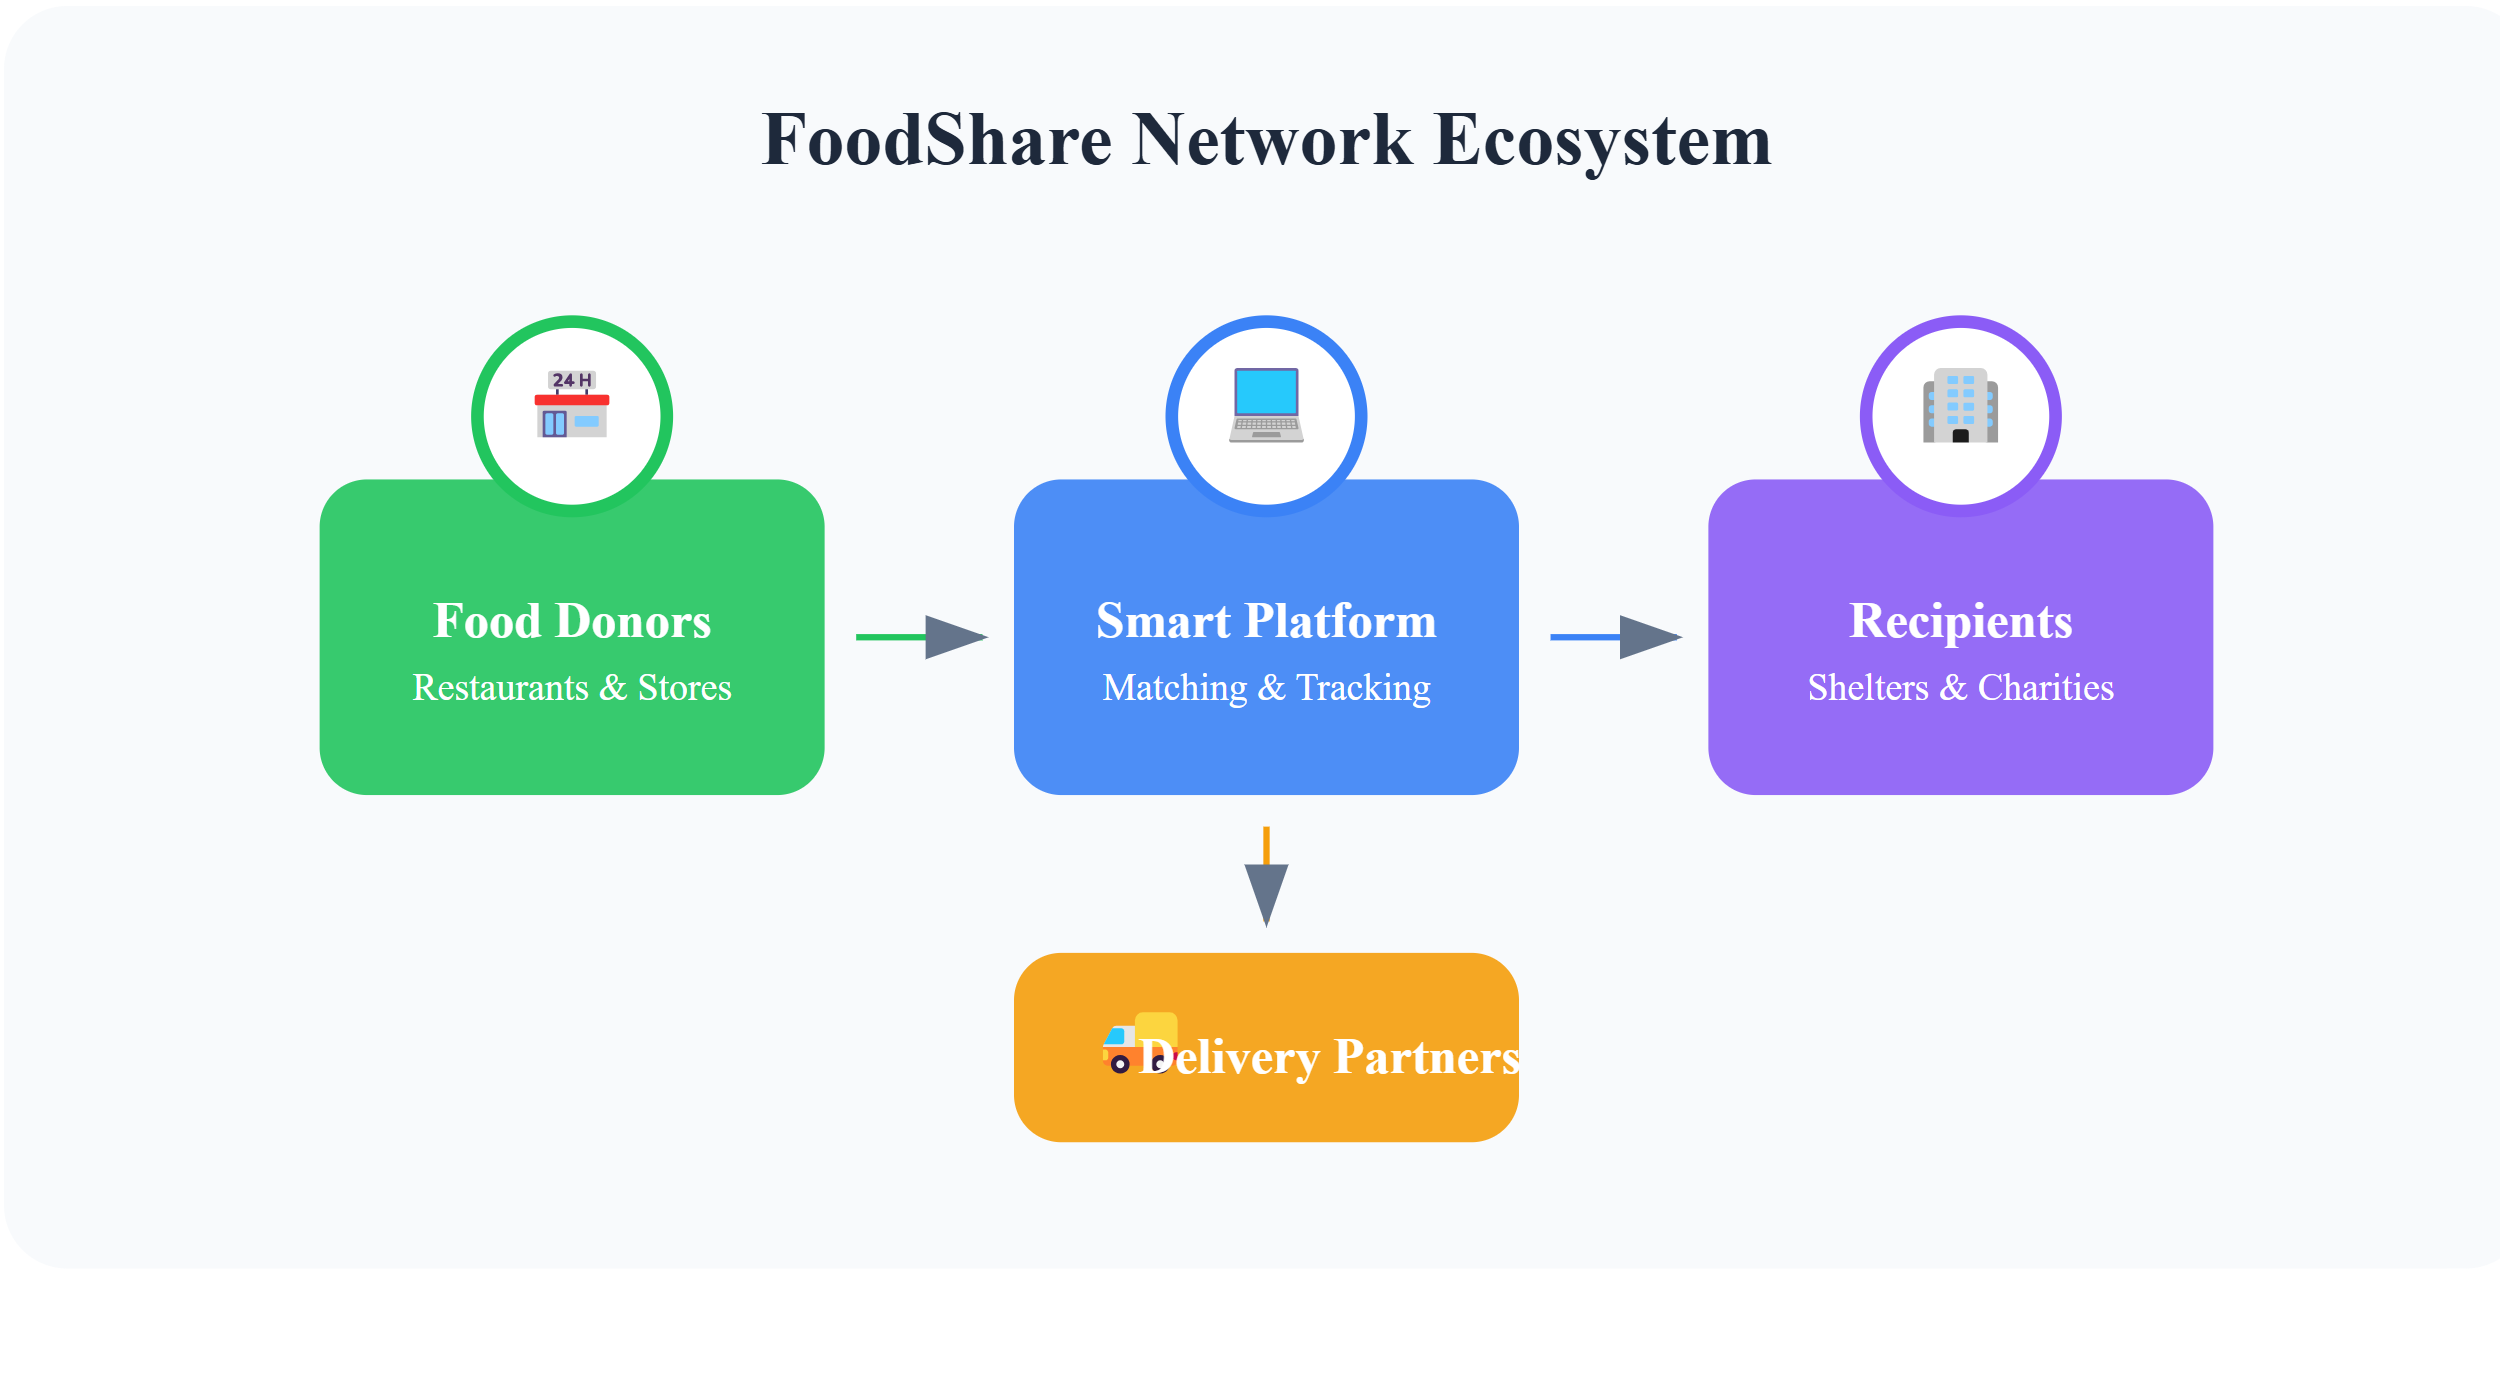 FoodShare Network Ecosystem
24 H
Food Donors
Restaurants & Stores
Smart Platform
Matching & Tracking
Recipients
Shelters & Charities
Delivery Partners